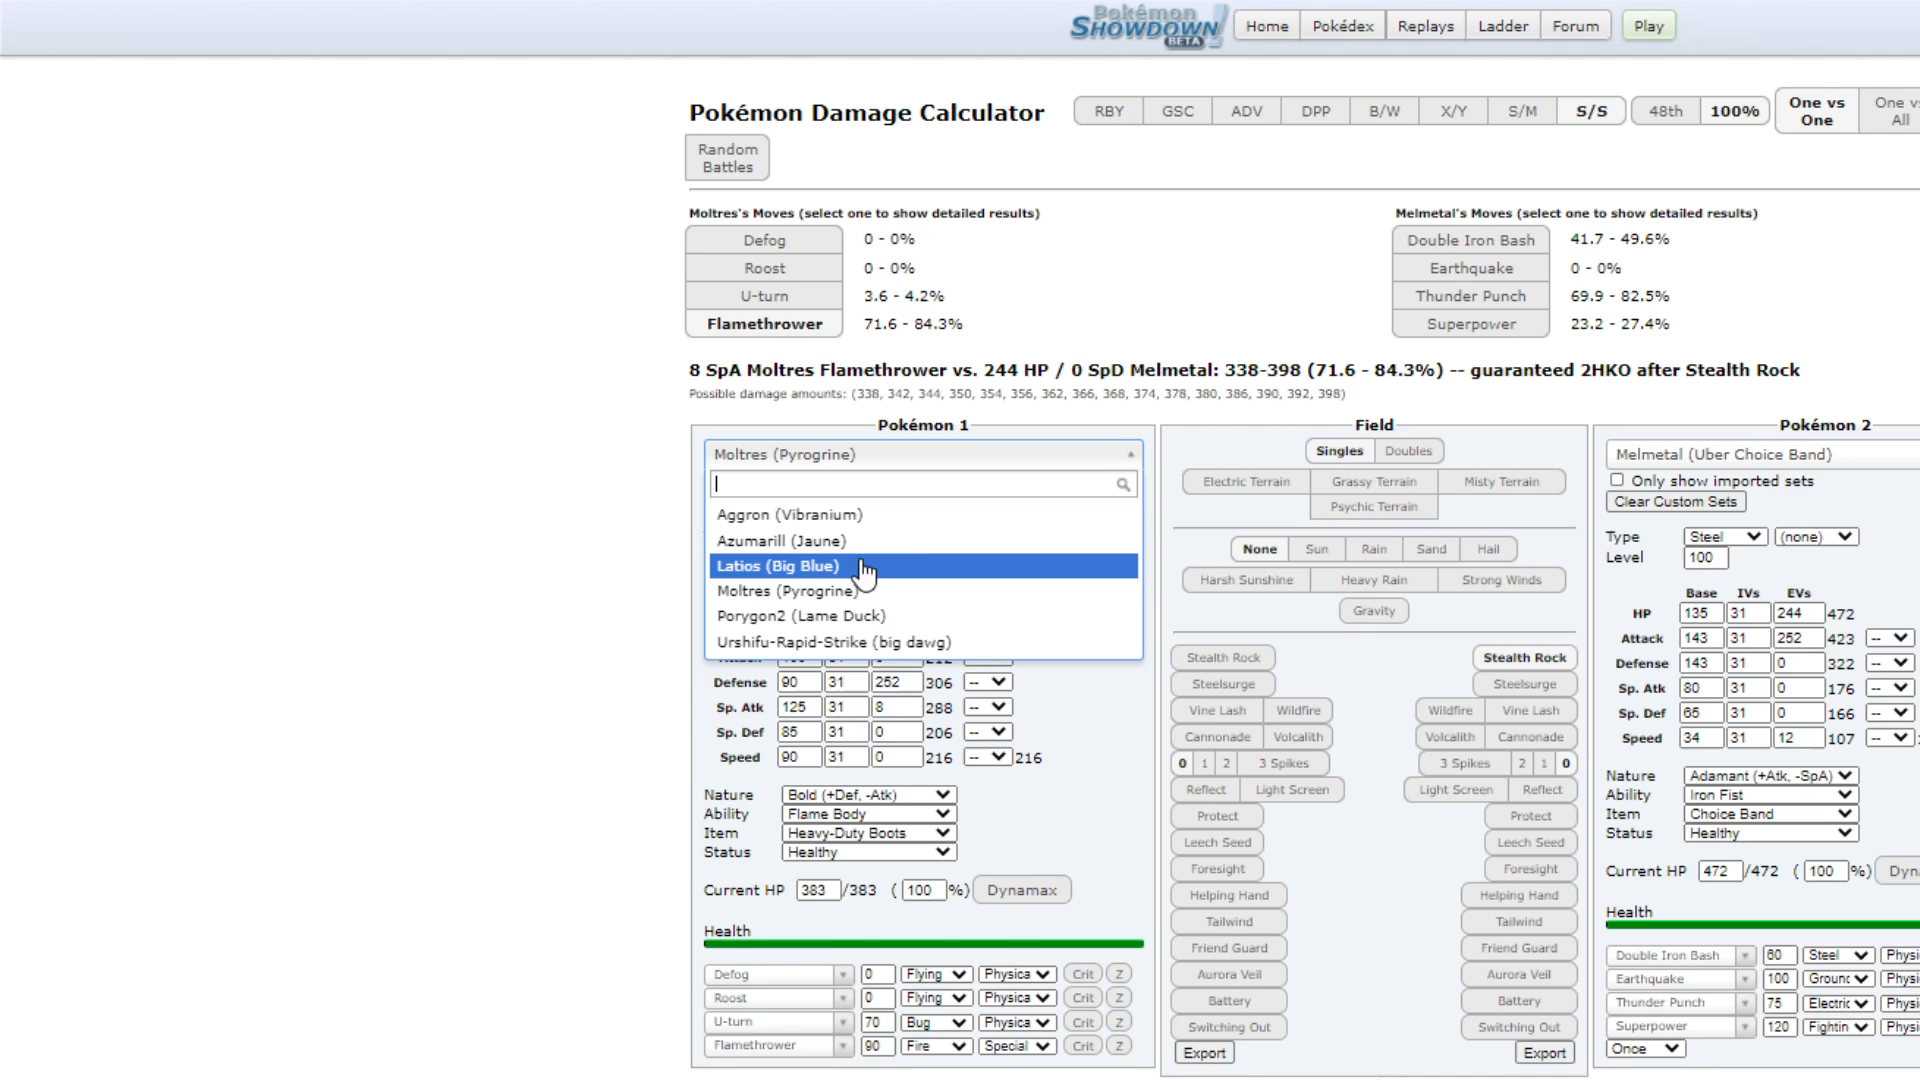 Pokémon
SHOWDOWN!
BETA
Home Pokédex Replays Ladder Forum Play
Pokémon Damage Calculator
RBY GSC ADV DPP B/W X/Y S/M S/S 48th 100% One vs One One v All
Random
Battles
Moltres's Moves (select one to show detailed results)
Defog 0 - 0%
Roost 0 - 0%
U-turn 3.6 - 4.2%
Flamethrower 71.6 - 84.3%
Melmetal's Moves (select one to show detailed results)
Double Iron Bash 41.7 - 49.6%
Earthquake 0 - 0%
Thunder Punch 69.9 - 82.5%
Superpower 23.2 - 27.4%
8 SpA Moltres Flamethrower vs. 244 HP / 0 SpD Melmetal: 338-398 (71.6 - 84.3%) -- guaranteed 2HKO after Stealth Rock
Possible damage amounts: (338, 342, 344, 350, 354, 356, 362, 366, 368, 374, 378, 380, 386, 390, 392, 398)
Pokémon 1
Moltres (Pyrogrine)
Aggron (Vibranium)
Azumarill (Jaune)
Latios (Big Blue)
Moltres (Pyrogrine)
Porygon2 (Lame Duck)
Urshifu-Rapid-Strike (big dawg)
Defense 90 31 252 306 --
Sp. Atk 125 31 8 288 --
Sp. Def 85 31 0 206 --
Speed 90 31 0 216 -- 216
Nature Bold (+Def, -Atk)
Ability Flame Body
Item Heavy-Duty Boots
Status Healthy
Current HP 383 /383 ( 100 %) Dynamax
Health
Defog 0 Flying Physica Crit Z
Roost 0 Flying Physica Crit Z
U-turn 70 Bug Physica Crit Z
Flamethrower 90 Fire Special Crit Z
Field
Singles Doubles
Electric Terrain Grassy Terrain Misty Terrain
Psychic Terrain
None Sun Rain Sand Hail
Harsh Sunshine Heavy Rain Strong Winds
Gravity
Stealth Rock Stealth Rock
Steelsurge Steelsurge
Vine Lash Wildfire Wildfire Vine Lash
Cannonade Volcalith Volcalith Cannonade
0 1 2 3 Spikes 3 Spikes 2 1 0
Reflect Light Screen Light Screen Reflect
Protect Protect
Leech Seed Leech Seed
Foresight Foresight
Helping Hand Helping Hand
Tailwind Tailwind
Friend Guard Friend Guard
Aurora Veil Aurora Veil
Battery Battery
Switching Out Switching Out
Export Export
Pokémon 2
Melmetal (Uber Choice Band)
Only show imported sets
Clear Custom Sets
Type Steel (none)
Level 100
Base IVs EVs
HP 135 31 244 472
Attack 143 31 252 423 --
Defense 143 31 0 322 --
Sp. Atk 80 31 0 176 --
Sp. Def 65 31 0 166 --
Speed 34 31 12 107 --
Nature Adamant (+Atk, -SpA)
Ability Iron Fist
Item Choice Band
Status Healthy
Current HP 472 /472 ( 100 %) Dyn
Health
Double Iron Bash 60 Steel Physi
Earthquake 100 Grounc Physi
Thunder Punch 75 Electric Physi
Superpower 120 Fightin Physi
Once